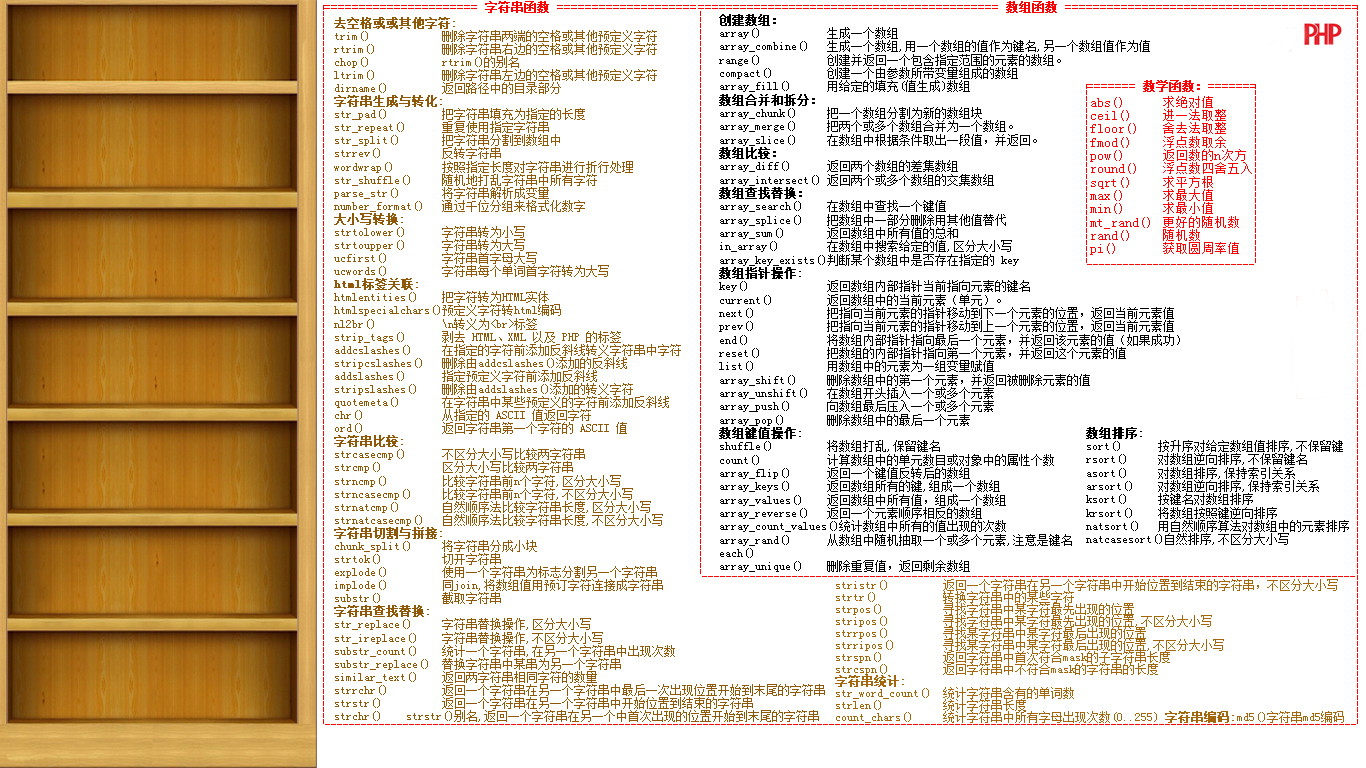 字符串函数
去空格或或其他字符:
trim() 删除字符串两端的空格或其他预定义字符
rtrim() 删除字符串右边的空格或其他预定义字符
chop() rtrim()的别名
ltrim() 删除字符串左边的空格或其他预定义字符
dirname() 返回路径中的目录部分
字符串生成与转化:
str_pad() 把字符串填充为指定的长度
str_repeat() 重复使用指定字符串
str_split() 把字符串分割到数组中
strrev() 反转字符串
wordwrap() 按照指定长度对字符串进行折行处理
str_shuffle() 随机地打乱字符串中所有字符
parse_str() 将字符串解析成变量
number_format() 通过千位分组来格式化数字
大小写转换:
strtolower() 字符串转为小写
strtoupper() 字符串转为大写
ucfirst() 字符串首字母大写
ucwords() 字符串每个单词首字符转为大写
html标签关联:
htmlentities() 把字符转为HTML实体
htmlspecialchars()预定义字符转html编码
nl2br() \n转义为<br>标签
strip_tags() 剥去 HTML、XML 以及 PHP 的标签
addcslashes() 在指定的字符前添加反斜线转义字符串中字符
stripcslashes() 删除由addcslashes()添加的反斜线
addslashes() 指定预定义字符前添加反斜线
stripslashes() 删除由addslashes()添加的转义字符
quotemeta() 在字符串中某些预定义的字符前添加反斜线
chr() 从指定的 ASCII 值返回字符
ord() 返回字符串第一个字符的 ASCII 值
字符串比较:
strcasecmp() 不区分大小写比较两字符串
strcmp() 区分大小写比较两字符串
strncmp() 比较字符串前n个字符,区分大小写
strncasecmp() 比较字符串前n个字符,不区分大小写
strnatcmp() 自然顺序法比较字符串长度,区分大小写
strnatcasecmp() 自然顺序法比较字符串长度,不区分大小写
字符串切割与拼接:
chunk_split() 将字符串分成小块
strtok() 切开字符串
explode() 使用一个字符串为标志分割另一个字符串
implode() 同join,将数组值用预订字符连接成字符串
substr() 截取字符串
字符串查找替换:
str_replace() 字符串替换操作,区分大小写
str_ireplace() 字符串替换操作,不区分大小写
substr_count() 统计一个字符串,在另一个字符串中出现次数
substr_replace() 替换字符串中某串为另一个字符串
similar_text() 返回两字符串相同字符的数量
strrchr() 返回一个字符串在另一个字符串中最后一次出现位置开始到末尾的字符串
strstr() 返回一个字符串在另一个字符串中开始位置到结束的字符串
strchr() strstr()别名,返回一个字符串在另一个中首次出现的位置开始到末尾的字符串
stristr() 返回一个字符串在另一个字符串中开始位置到结束的字符串，不区分大小写
strtr() 转换字符串中的某些字符
strpos() 寻找字符串中某字符最先出现的位置
stripos() 寻找字符串中某字符最先出现的位置,不区分大小写
strrpos() 寻找某字符串中某字符最后出现的位置
strripos() 寻找某字符串中某字符最后出现的位置,不区分大小写
strspn() 返回字符串中首次符合mask的子字符串长度
strcspn() 返回字符串中不符合mask的字符串的长度
字符串统计:
str_word_count() 统计字符串含有的单词数
strlen() 统计字符串长度
count_chars() 统计字符串中所有字母出现次数(0..255) 字符串编码:md5()字符串md5编码
数组函数
创建数组:
array() 生成一个数组
array_combine() 生成一个数组,用一个数组的值作为键名,另一个数组值作为值
range() 创建并返回一个包含指定范围的元素的数组。
compact() 创建一个由参数所带变量组成的数组
array_fill() 用给定的填充(值生成)数组
数组合并和拆分:
array_chunk() 把一个数组分割为新的数组块
array_merge() 把两个或多个数组合并为一个数组。
array_slice() 在数组中根据条件取出一段值，并返回。
数组比较:
array_diff() 返回两个数组的差集数组
array_intersect() 返回两个或多个数组的交集数组
数组查找替换:
array_search() 在数组中查找一个键值
array_splice() 把数组中一部分删除用其他值替代
array_sum() 返回数组中所有值的总和
in_array() 在数组中搜索给定的值,区分大小写
array_key_exists()判断某个数组中是否存在指定的 key
数组指针操作:
key() 返回数组内部指针当前指向元素的键名
current() 返回数组中的当前元素（单元）。
next() 把指向当前元素的指针移动到下一个元素的位置，返回当前元素值
prev() 把指向当前元素的指针移动到上一个元素的位置，返回当前元素值
end() 将数组内部指针指向最后一个元素，并返回该元素的值（如果成功）
reset() 把数组的内部指针指向第一个元素，并返回这个元素的值
list() 用数组中的元素为一组变量赋值
array_shift() 删除数组中的第一个元素，并返回被删除元素的值
array_unshift() 在数组开头插入一个或多个元素
array_push() 向数组最后压入一个或多个元素
array_pop() 删除数组中的最后一个元素
数组键值操作:
shuffle() 将数组打乱,保留键名
count() 计算数组中的单元数目或对象中的属性个数
array_flip() 返回一个键值反转后的数组
array_keys() 返回数组所有的键,组成一个数组
array_values() 返回数组中所有值，组成一个数组
array_reverse() 返回一个元素顺序相反的数组
array_count_values()统计数组中所有的值出现的次数
array_rand() 从数组中随机抽取一个或多个元素,注意是键名
each()
array_unique() 删除重复值，返回剩余数组
数组排序:
sort() 按升序对给定数组值排序,不保留键
rsort() 对数组逆向排序,不保留键名
asort() 对数组排序,保持索引关系
arsort() 对数组逆向排序,保持索引关系
ksort() 按键名对数组排序
krsort() 将数组按照键逆向排序
natsort() 用自然顺序算法对数组中的元素排序
natcasesort()自然排序,不区分大小写
PHP
数学函数:
abs() 求绝对值
ceil() 进一法取整
floor() 舍去法取整
fmod() 浮点数取余
pow() 返回数的n次方
round() 浮点数四舍五入
sqrt() 求平方根
max() 求最大值
min() 求最小值
mt_rand() 更好的随机数
rand() 随机数
pi() 获取圆周率值